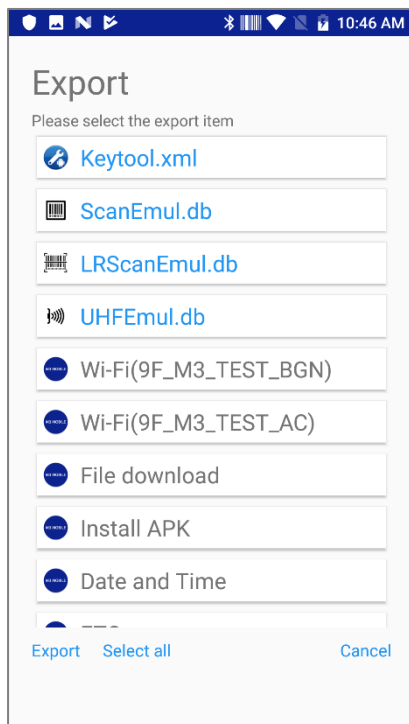 10:46 AM
Export
Please select the export item
Keytool.xml
ScanEmul.db
LRScanEmul.db
UHFEmul.db
Wi-Fi(9F_M3_TEST_BGN)
Wi-Fi(9F_M3_TEST_AC)
File download
Install APK
Date and Time
Export Select all Cancel